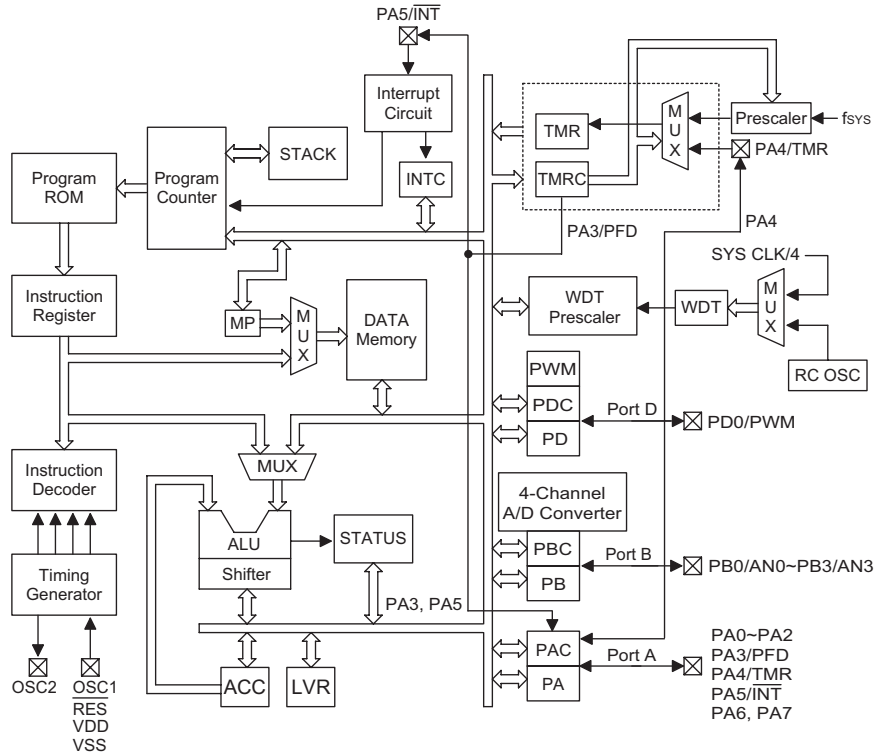 PA5/INT
Interrupt
Circuit
STACK
Program
ROM
Program
Counter
INTC
TMR
TMRC
M
U
X
Prescaler
fSYS
PA4/TMR
PA3/PFD
PA4
SYS CLK/4
Instruction
Register
MP
M
U
X
DATA
Memory
WDT
Prescaler
WDT
M
U
X
RC OSC
PWM
PDC
PD
Port D
PD0/PWM
MUX
Instruction
Decoder
4-Channel
A/D Converter
ALU
Shifter
STATUS
PBC
PB
Port B
PB0/AN0~PB3/AN3
Timing
Generator
PA3, PA5
PAC
PA
Port A
PA0~PA2
PA3/PFD
PA4/TMR
PA5/INT
PA6, PA7
OSC2
OSC1
RES
VDD
VSS
ACC
LVR